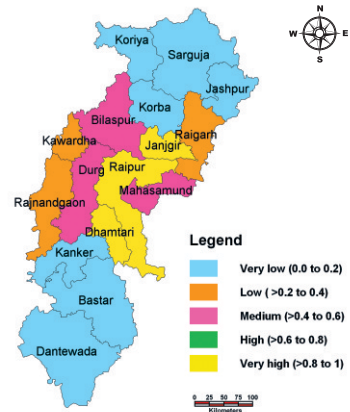 N
W E
S
Koriya
Sarguja
Jashpur
Korba
Bilaspur
Raigarh
Kawardha
Janjgir
Durg
Raipur
Mahasamund
Rajnandgaon
Dhamtari
Kanker
Bastar
Dantewada
Legend
Very low (0.0 to 0.2)
Low ( >0.2 to 0.4)
Medium (>0.4 to 0.6)
High (>0.6 to 0.8)
Very high (>0.8 to 1)
0 25 50 75 100
Kilometers